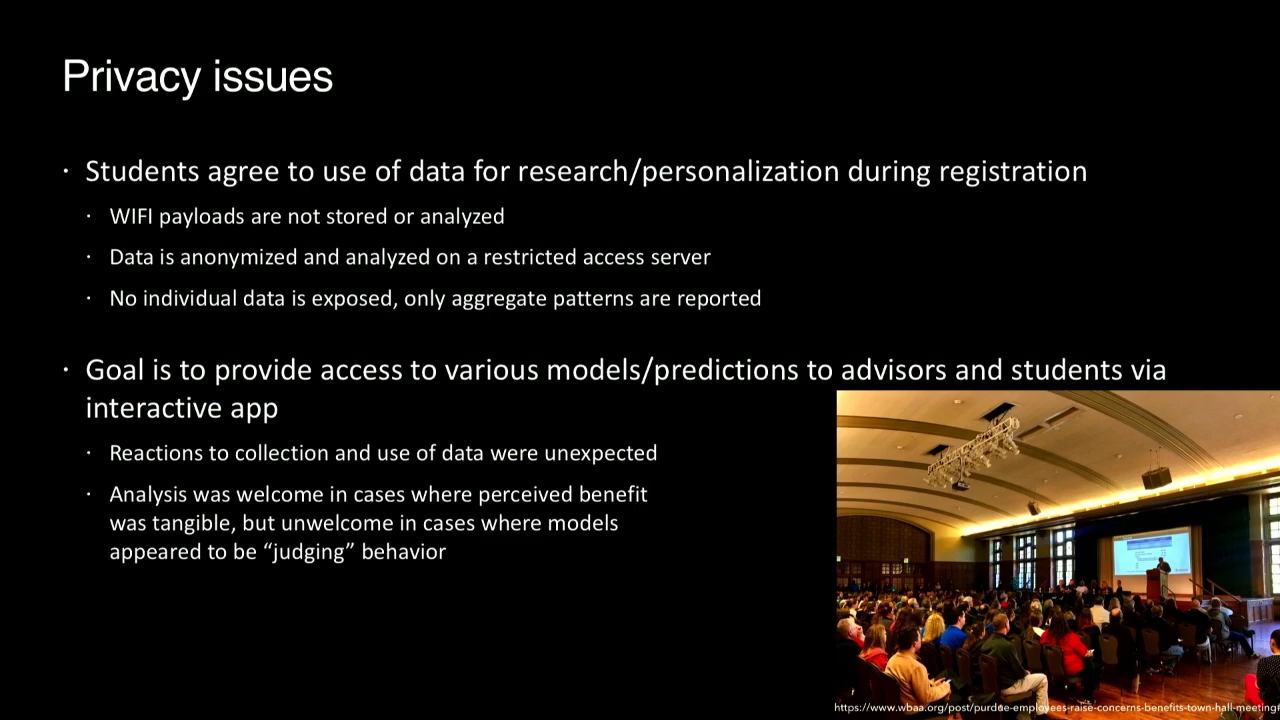 Privacy issues
· Students agree to use of data for research/personalization during registration
· WIFI payloads are not stored or analyzed
· Data is anonymized and analyzed on a restricted access server
· No individual data is exposed, only aggregate patterns are reported
· Goal is to provide access to various models/predictions to advisors and students via
interactive app
· Reactions to collection and use of data were unexpected
· Analysis was welcome in cases where perceived benefit
was tangible, but unwelcome in cases where models
appeared to be “judging” behavior
https://www.wbaa.org/post/purdue-employees-raise-concerns-benefits-town-hall-meeting